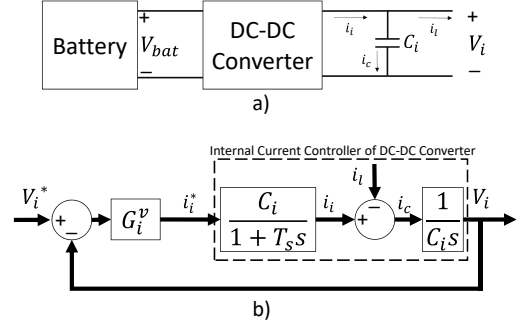 Battery
+
V_bat
−
DC-DC
Converter
i_i
i_l
i_c
C_i
+
V_i
−
a)
Internal Current Controller of DC-DC Converter
V_i^*
+
−
G_i^v
i_i^*
C_i
1 + T_s s
i_i
i_l
+
−
i_c
1
C_i s
V_i
b)